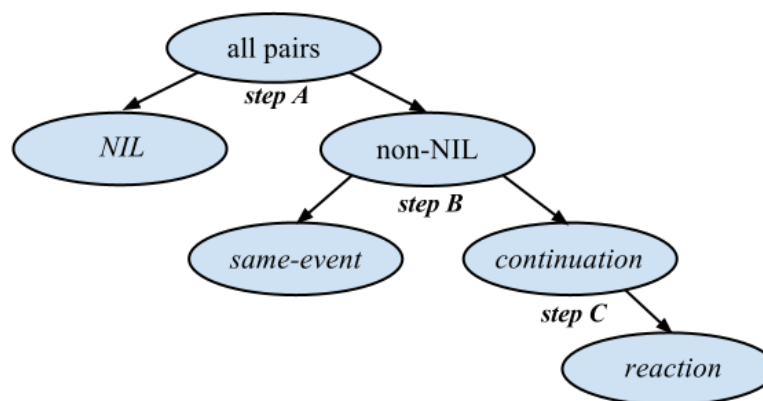 all pairs
step A
NIL
non-NIL
step B
same-event
continuation
step C
reaction